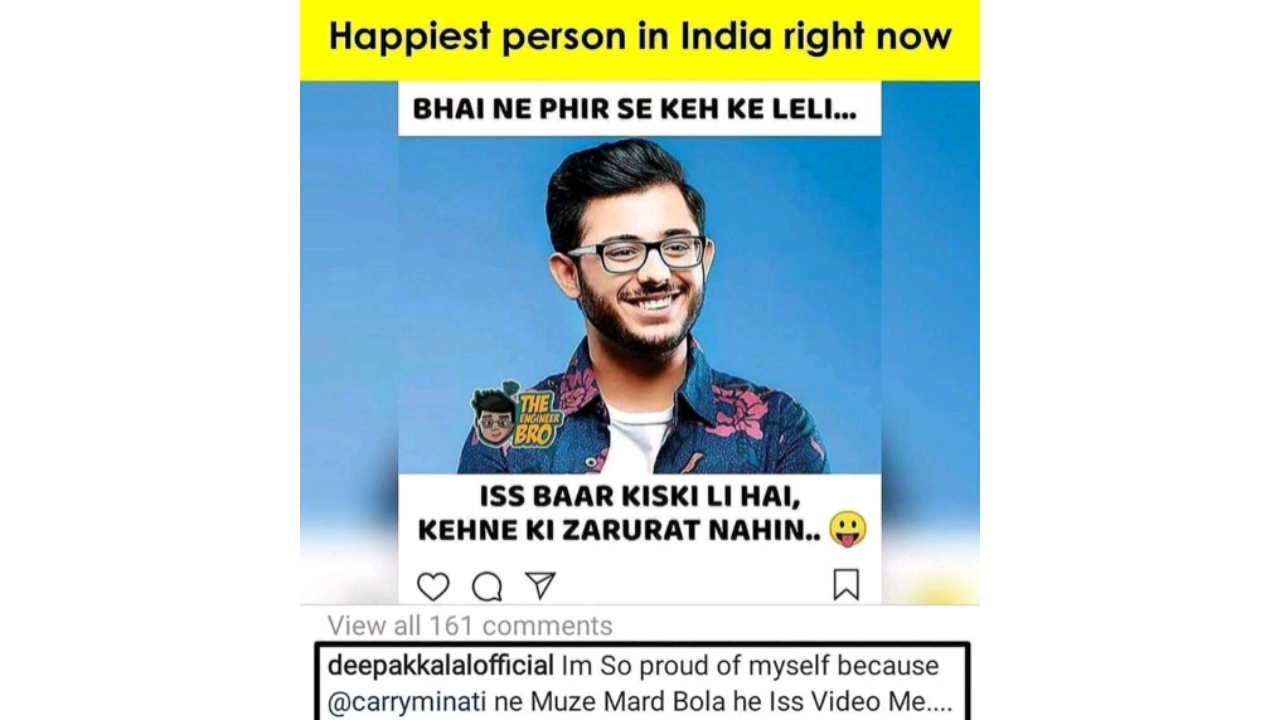 Happiest person in India right now
BHAI NE PHIR SE KEH KE LELI...
THE
ENGINEER
BRO
ISS BAAR KISKI LI HAI,
KEHNE KI ZARURAT NAHIN.. 😛
View all 161 comments
deepakkalalofficial Im So proud of myself because
@carryminati ne Muze Mard Bola he Iss Video Me....